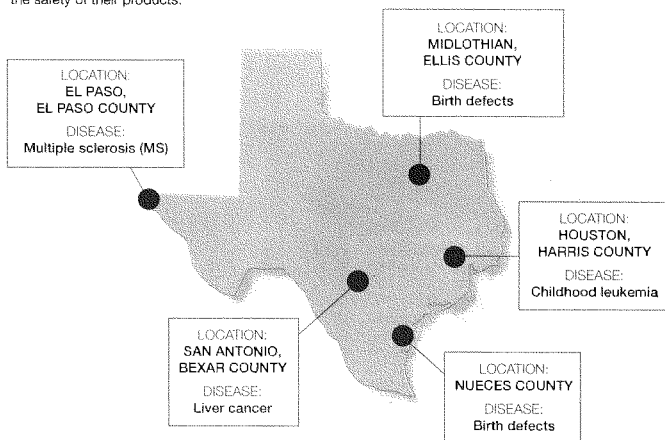 the safety of their products.
LOCATION:
MIDLOTHIAN,
ELLIS COUNTY
DISEASE:
Birth defects
LOCATION:
EL PASO,
EL PASO COUNTY
DISEASE:
Multiple sclerosis (MS)
LOCATION:
HOUSTON,
HARRIS COUNTY
DISEASE:
Childhood leukemia
LOCATION:
SAN ANTONIO,
BEXAR COUNTY
DISEASE:
Liver cancer
LOCATION:
NUECES COUNTY
DISEASE:
Birth defects